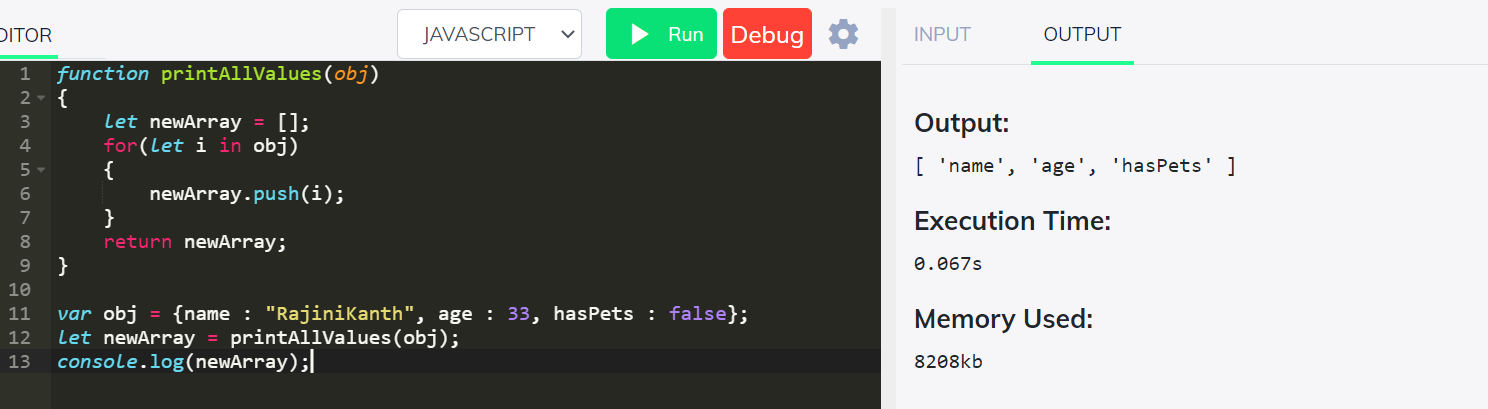 DITOR JAVASCRIPT Run Debug INPUT OUTPUT
1 function printAllValues(obj)
2 {
3 let newArray = [];
4 for(let i in obj)
5 {
6 newArray.push(i);
7 }
8 return newArray;
9 }
10
11 var obj = {name : "RajiniKanth", age : 33, hasPets : false};
12 let newArray = printAllValues(obj);
13 console.log(newArray);
Output:
[ 'name', 'age', 'hasPets' ]
Execution Time:
0.067s
Memory Used:
8208kb